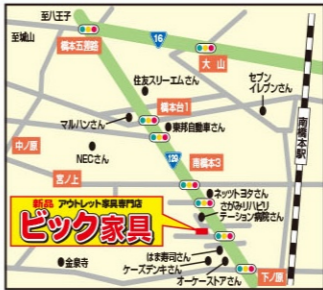 至八王子
16
至城山
橋本五差路
大山
住友スリーエムさん
セブン
イレブンさん
橋本台1
マルハンさん
東邦自動車さん
南橋本駅
中ノ原
NECさん
129
南橋本3
宮ノ上
ネッツトヨタさん
さがみリハビリ
テーション病院さん
新品 アウトレット家具専門店
ビック家具
はま寿司さん
金泉寺
ケーズデンキさん
オーケーストアさん
下ノ原